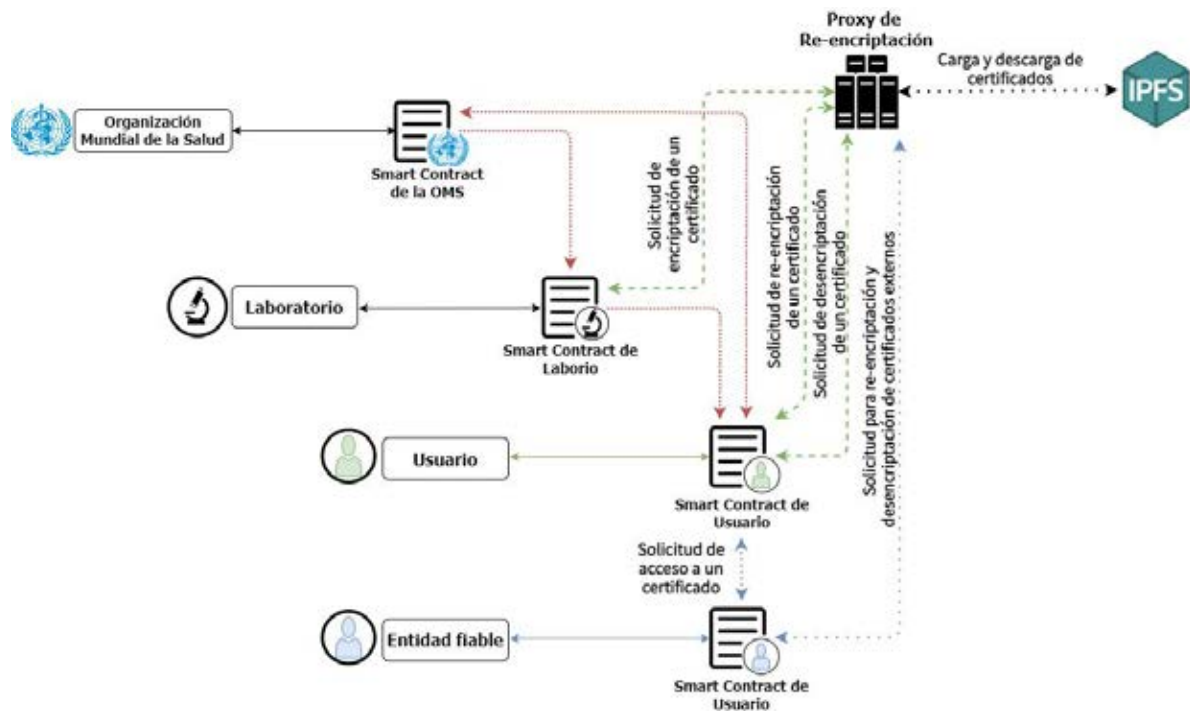 Proxy de
Re-encriptación
Carga y descarga de
certificados
IPFS
Organización
Mundial de la Salud
Smart Contract
de la OMS
Solicitud de
encriptación de un
certificado
Solicitud de re-encriptación
de un certificado
Solicitud de desencriptación
de un certificado
Solicitud para re-encriptación y
desencriptación de certificados externos
Laboratorio
Smart Contract de
Laborio
Usuario
Smart Contract de
Usuario
Solicitud de
acceso a un
certificado
Entidad fiable
Smart Contract de
Usuario